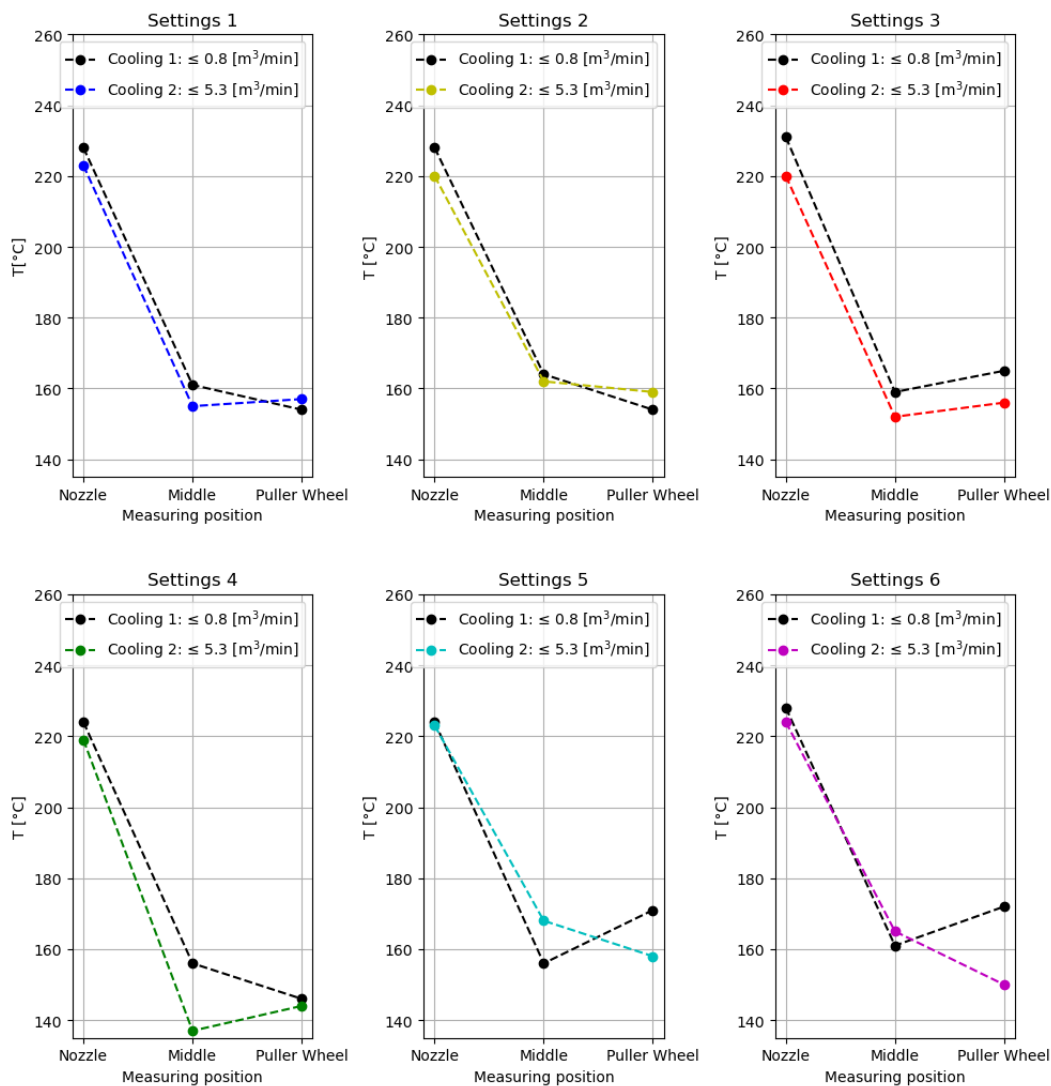 Settings 1
260
240
220
200
180
160
140
T[°C]
Cooling 1: ≤ 0.8 [m³/min]
Cooling 2: ≤ 5.3 [m³/min]
Nozzle Middle Puller Wheel
Measuring position
Settings 2
260
240
220
200
180
160
140
T [°C]
Cooling 1: ≤ 0.8 [m³/min]
Cooling 2: ≤ 5.3 [m³/min]
Nozzle Middle Puller Wheel
Measuring position
Settings 3
260
240
220
200
180
160
140
T [°C]
Cooling 1: ≤ 0.8 [m³/min]
Cooling 2: ≤ 5.3 [m³/min]
Nozzle Middle Puller Wheel
Measuring position
Settings 4
260
240
220
200
180
160
140
T [°C]
Cooling 1: ≤ 0.8 [m³/min]
Cooling 2: ≤ 5.3 [m³/min]
Nozzle Middle Puller Wheel
Measuring position
Settings 5
260
240
220
200
180
160
140
T [°C]
Cooling 1: ≤ 0.8 [m³/min]
Cooling 2: ≤ 5.3 [m³/min]
Nozzle Middle Puller Wheel
Measuring position
Settings 6
260
240
220
200
180
160
140
T [°C]
Cooling 1: ≤ 0.8 [m³/min]
Cooling 2: ≤ 5.3 [m³/min]
Nozzle Middle Puller Wheel
Measuring position